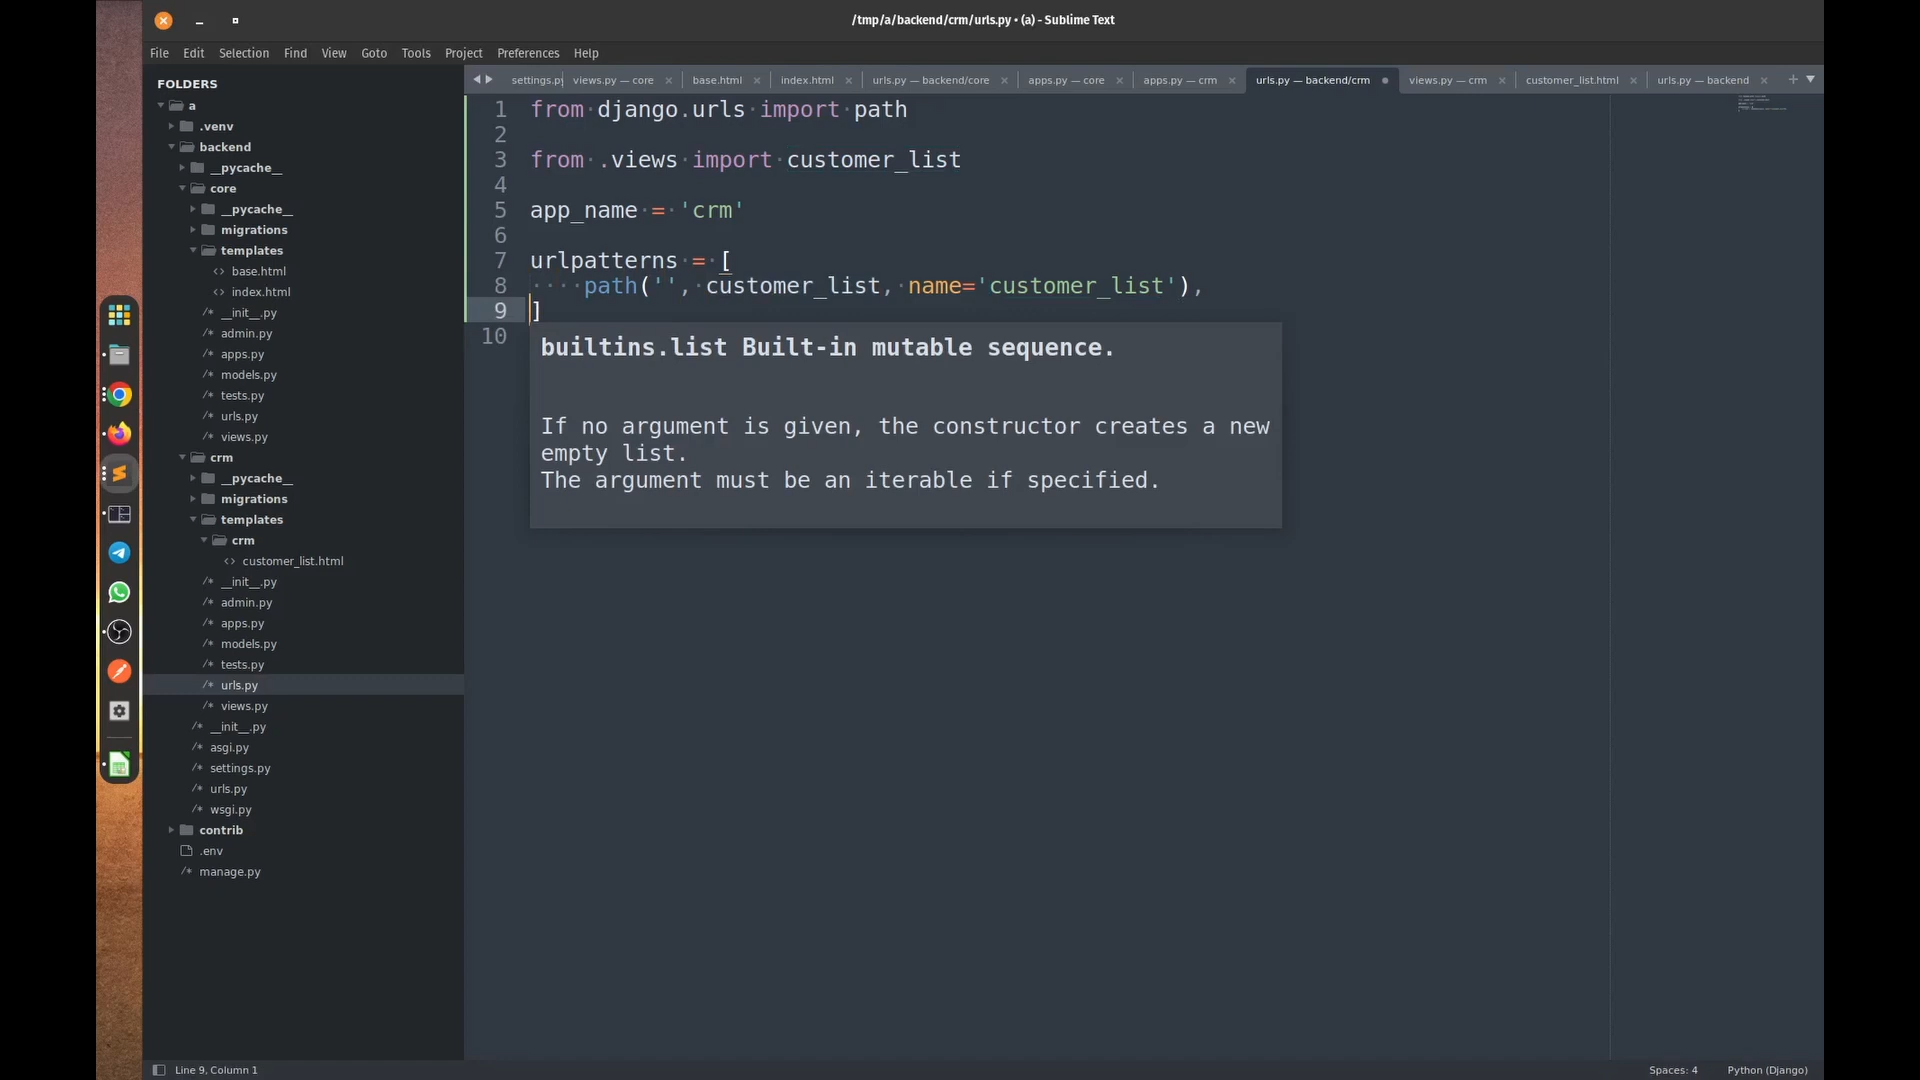 /tmp/a/backend/crm/urls.py • (a) - Sublime Text
File Edit Selection Find View Goto Tools Project Preferences Help
FOLDERS
a
.venv
backend
__pycache__
core
__pycache__
migrations
templates
base.html
index.html
__init__.py
admin.py
apps.py
models.py
tests.py
urls.py
views.py
crm
__pycache__
migrations
templates
crm
customer_list.html
__init__.py
admin.py
apps.py
models.py
tests.py
urls.py
views.py
__init__.py
asgi.py
settings.py
urls.py
wsgi.py
contrib
.env
manage.py
settings.py views.py — core base.html index.html urls.py — backend/core apps.py — core apps.py — crm urls.py — backend/crm views.py — crm customer_list.html urls.py — backend
1 from django.urls import path
2
3 from .views import customer_list
4
5 app_name = 'crm'
6
7 urlpatterns = [
8     path('', customer_list, name='customer_list'),
9 ]
10
builtins.list Built-in mutable sequence.
If no argument is given, the constructor creates a new
empty list.
The argument must be an iterable if specified.
Line 9, Column 1
Spaces: 4
Python (Django)